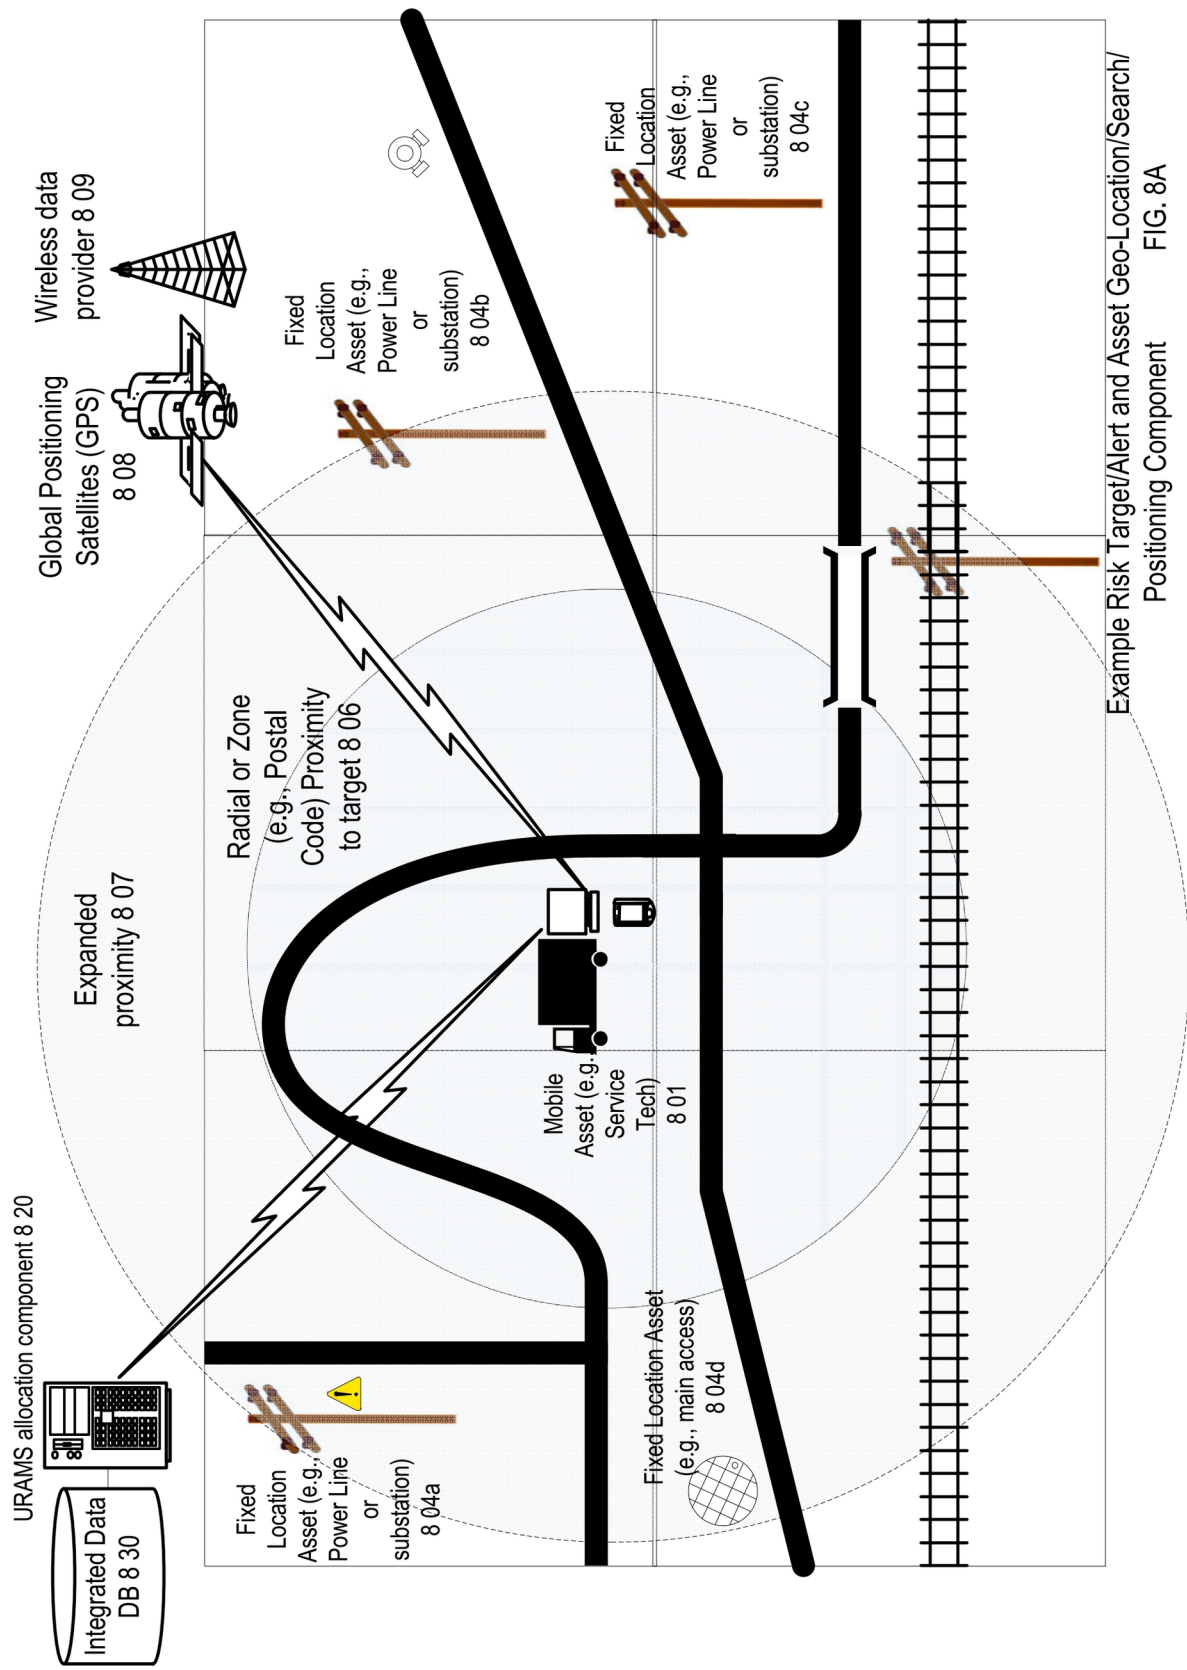 URAMS allocation component 8 20
Integrated Data
DB 8 30
Expanded
proximity 8 07
Global Positioning
Satellites (GPS)
8 08
Wireless data
provider 8 09
Radial or Zone
(e.g., Postal
Code) Proximity
to target 8 06
Fixed
Location
Asset (e.g.,
Power Line
or
substation)
8 04a
Fixed
Location
Asset (e.g.,
Power Line
or
substation)
8 04b
Mobile
Asset (e.g.,
Service
Tech)
8 01
Fixed
Location
Asset (e.g.,
Power Line
or
substation)
8 04c
Fixed Location Asset
(e.g., main access)
8 04d
Example Risk Target/Alert and Asset Geo-Location/Search/
Positioning Component
FIG. 8A